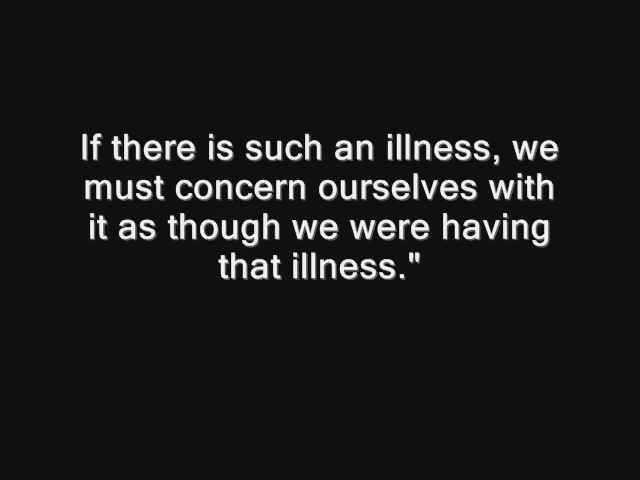 If there is such an illness, we
must concern ourselves with
it as though we were having
that illness."